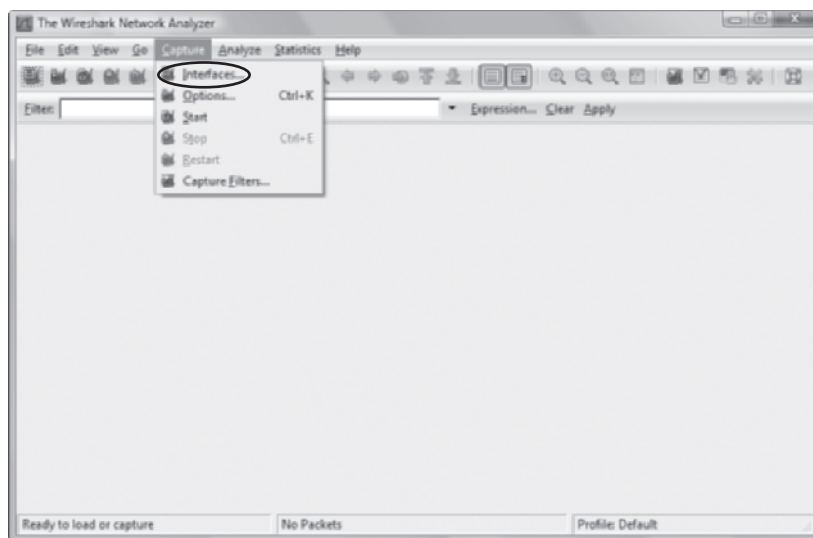 The Wireshark Network Analyzer
File Edit View Go Capture Analyze Statistics Help
Interfaces...
Options... Ctrl+K
Start
Stop Ctrl+E
Restart
Capture Filters...
Filter: Expression... Clear Apply
Ready to load or capture No Packets Profile: Default